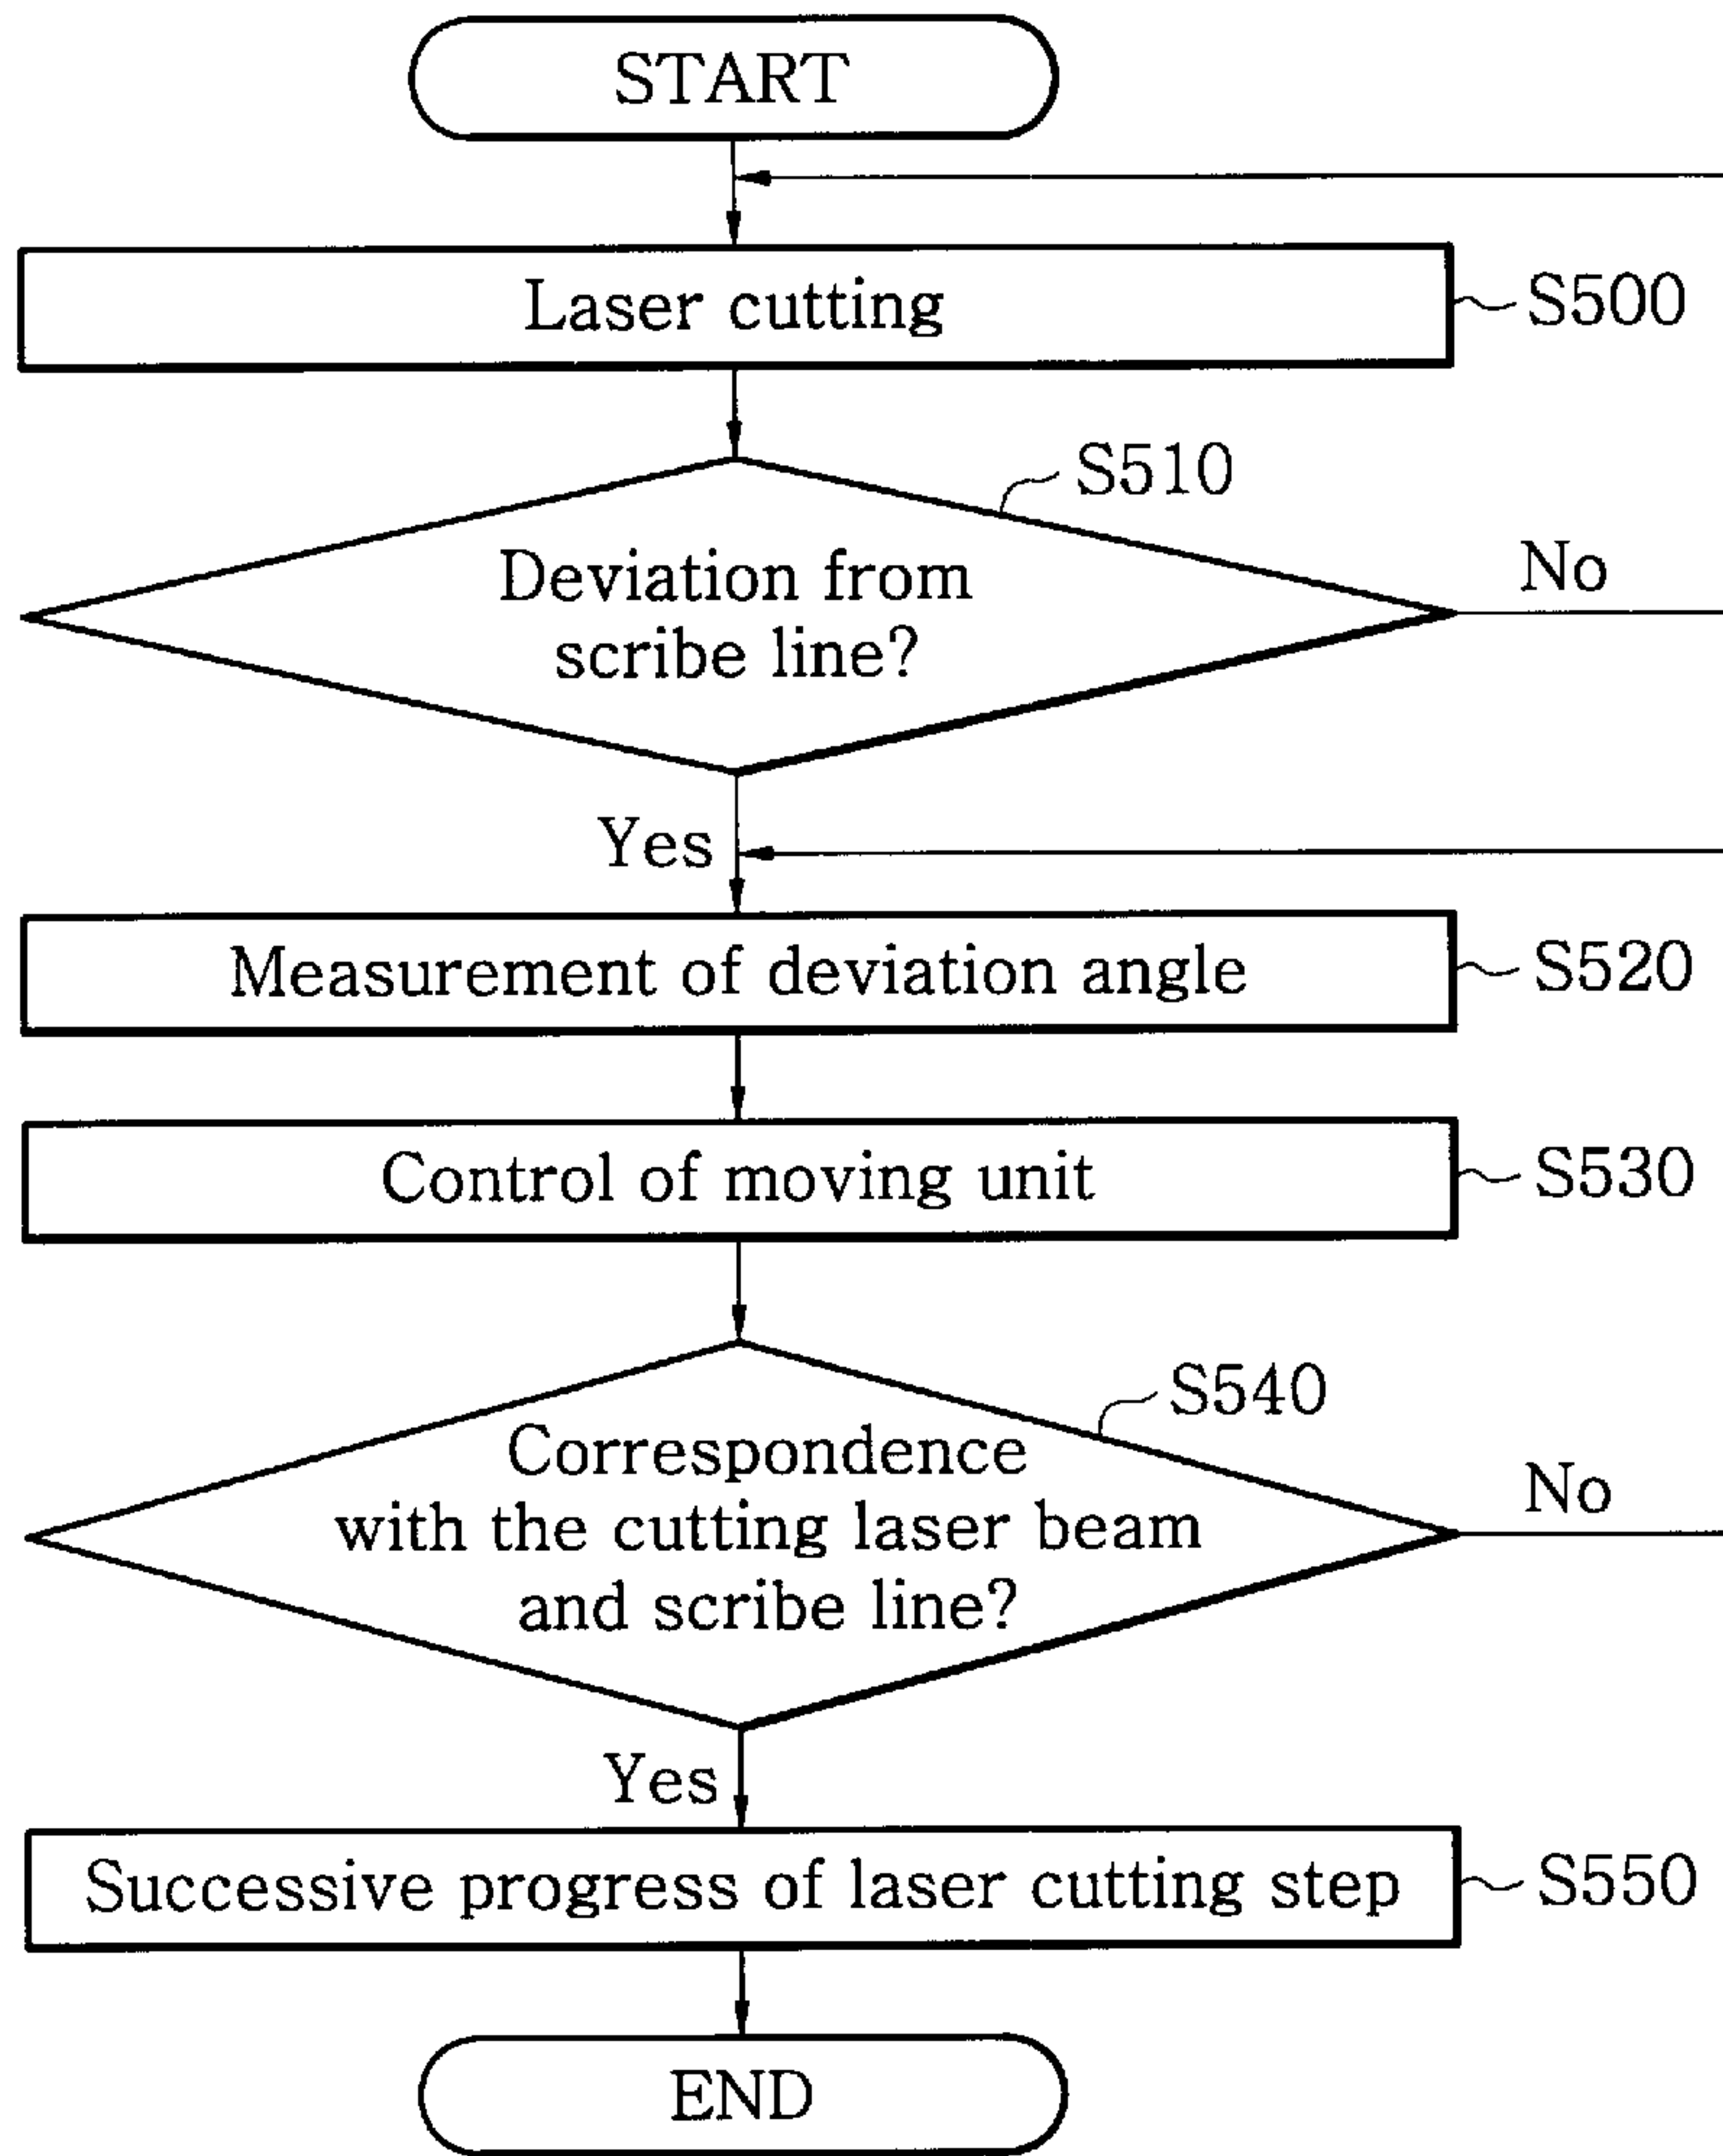 START
Laser cutting
S500
S510
Deviation from
scribe line?
No
Yes
Measurement of deviation angle
S520
Control of moving unit
S530
S540
Correspondence
with the cutting laser beam
and scribe line?
No
Yes
Successive progress of laser cutting step
S550
END